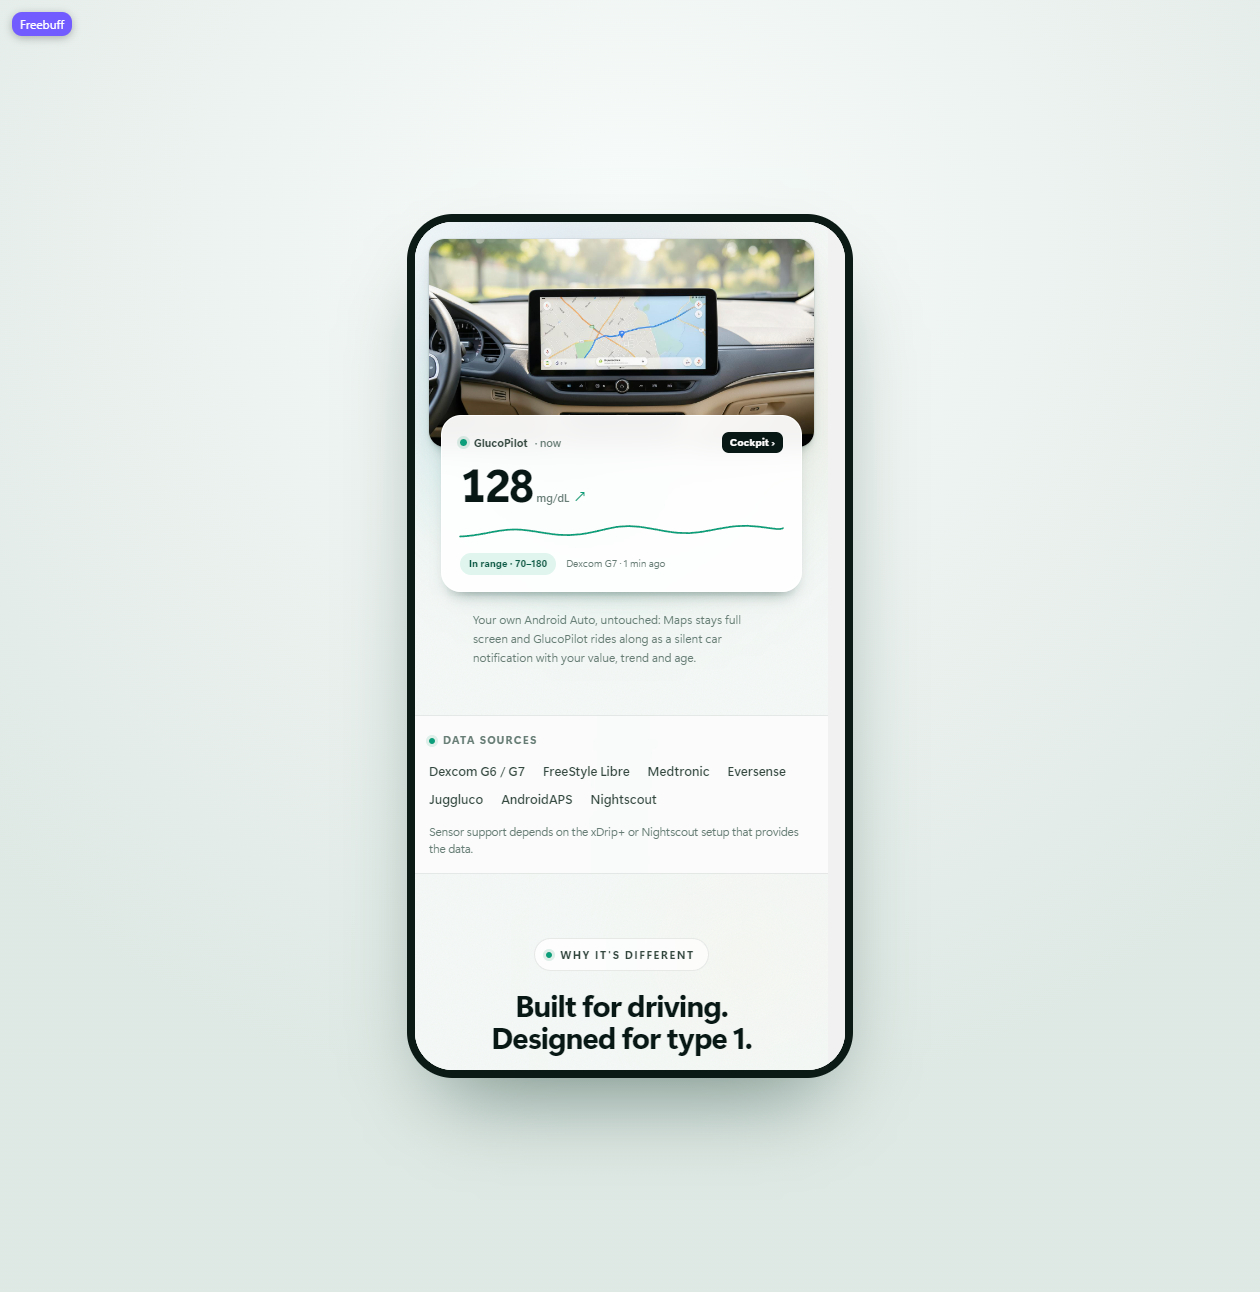 Freebuff
GlucoPilot · now
Cockpit ›
128 mg/dL ↗
In range · 70–180
Dexcom G7 · 1 min ago
Your own Android Auto, untouched: Maps stays full
screen and GlucoPilot rides along as a silent car
notification with your value, trend and age.
DATA SOURCES
Dexcom G6 / G7 FreeStyle Libre Medtronic Eversense
Juggluco AndroidAPS Nightscout
Sensor support depends on the xDrip+ or Nightscout setup that provides
the data.
WHY IT'S DIFFERENT
Built for driving.
Designed for type 1.